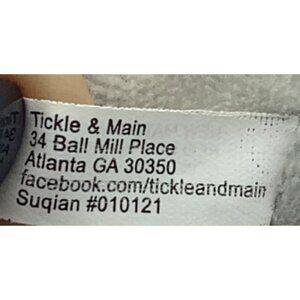 Tickle & Main
34 Ball Mill Place
Atlanta GA 30350
facebook.com/tickleandmain
Suqian #010121